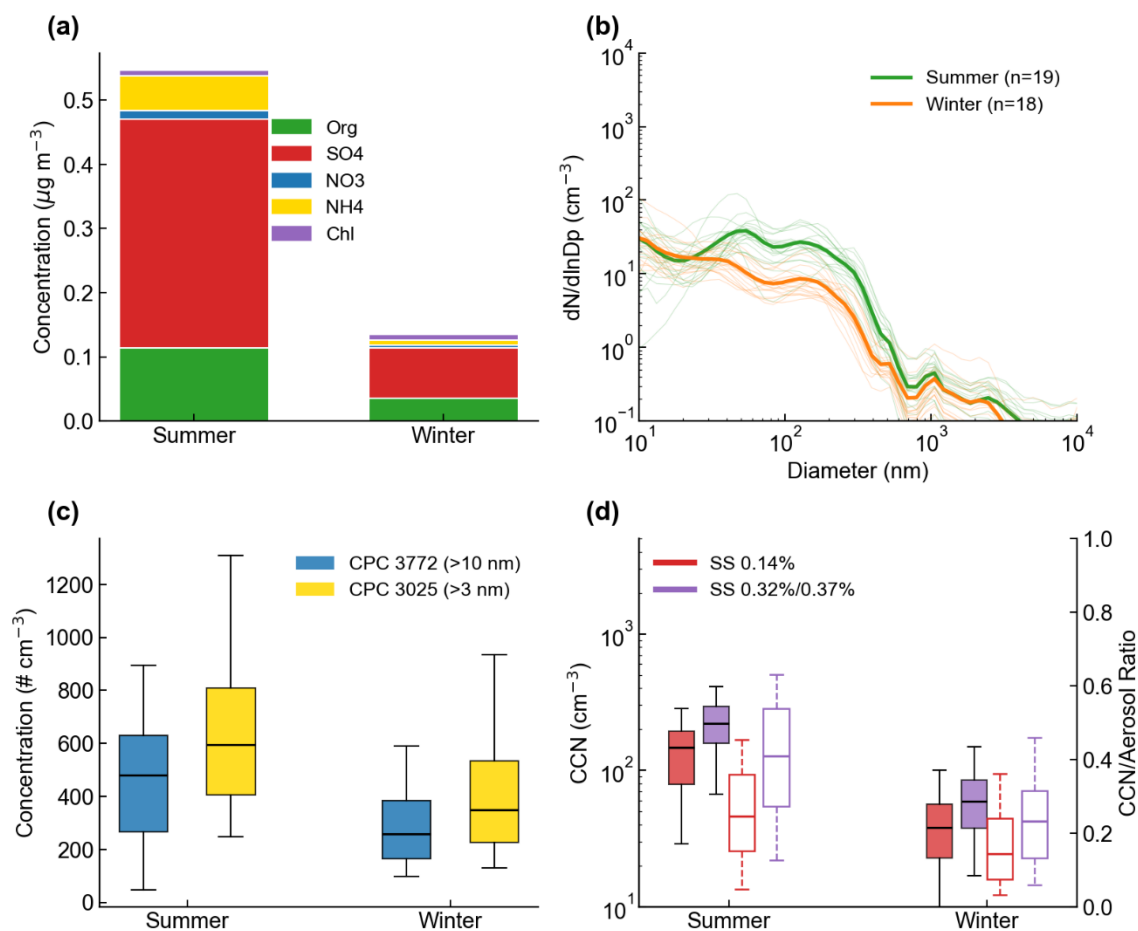 (a)
Concentration (μg m⁻³)
0.5
0.4
0.3
0.2
0.1
0.0
Org
SO4
NO3
NH4
Chl
Summer
Winter
(b)
dN/dlnDp (cm⁻³)
10⁴
10³
10²
10¹
10⁰
10⁻¹
Summer (n=19)
Winter (n=18)
10¹ 10² 10³ 10⁴
Diameter (nm)
(c)
Concentration (# cm⁻³)
1200
1000
800
600
400
200
0
CPC 3772 (>10 nm)
CPC 3025 (>3 nm)
Summer
Winter
(d)
CCN (cm⁻³)
10³
10²
10¹
SS 0.14%
SS 0.32%/0.37%
1.0
0.8
0.6
0.4
0.2
0.0
CCN/Aerosol Ratio
Summer
Winter